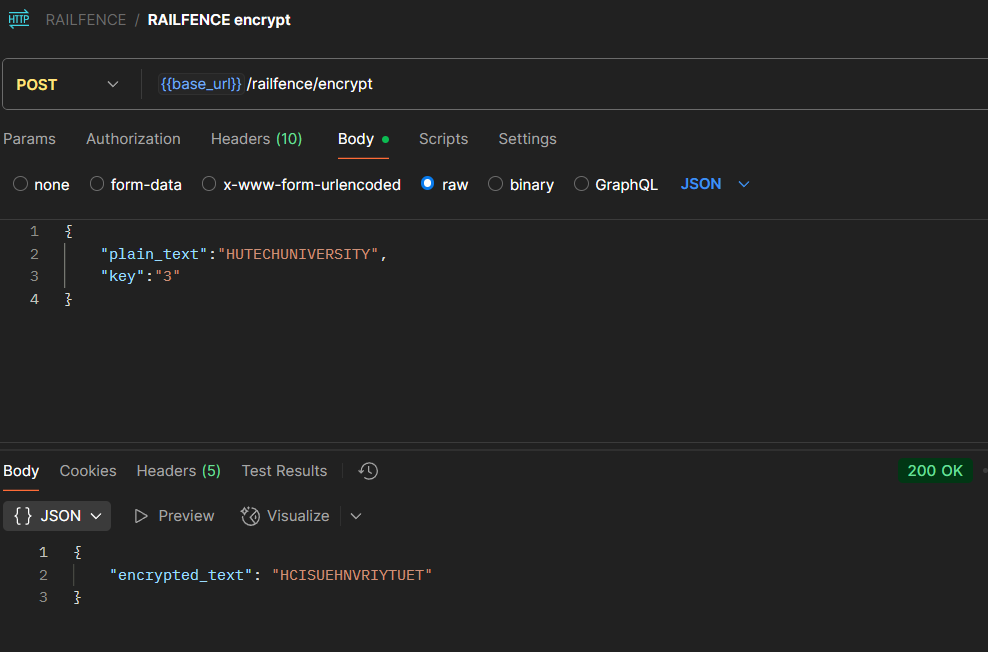 HTTP RAILFENCE / RAILFENCE encrypt
POST {{base_url}} /railfence/encrypt
Params Authorization Headers (10) Body Scripts Settings
none form-data x-www-form-urlencoded raw binary GraphQL JSON
1 {
2 "plain_text":"HUTECHUNIVERSITY",
3 "key":"3"
4 }
Body Cookies Headers (5) Test Results 200 OK
{} JSON Preview Visualize
1 {
2 "encrypted_text": "HCISUEHNVRIYTUET"
3 }